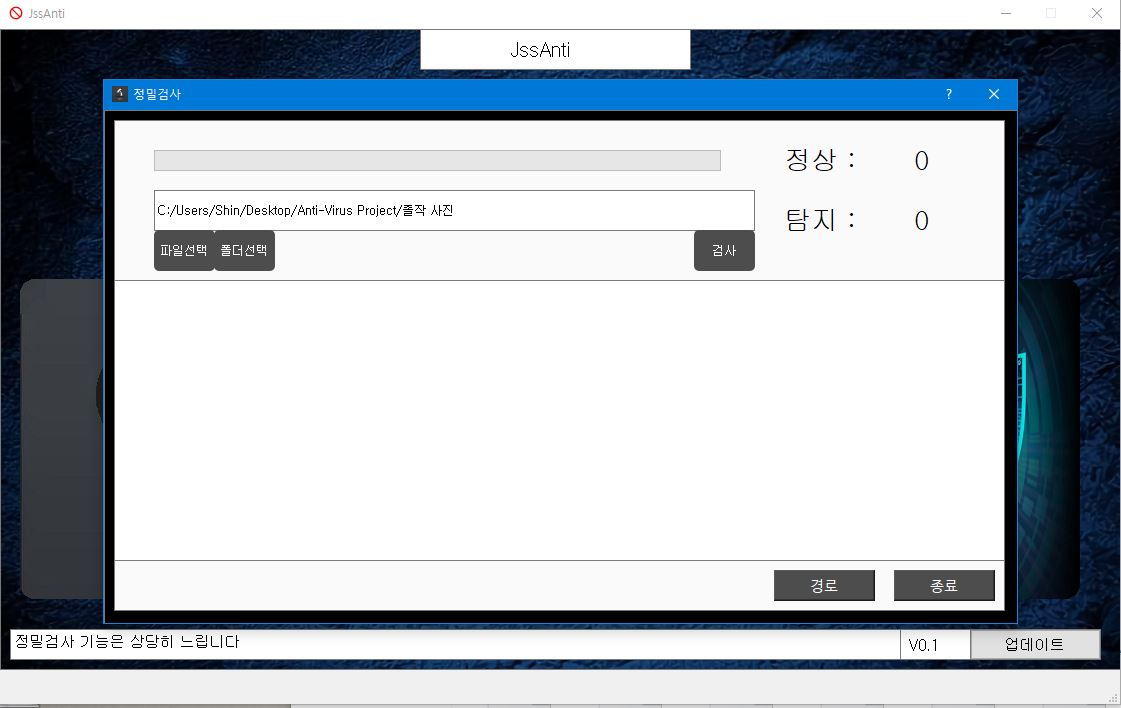 JssAnti
JssAnti
정밀검사
?
정상 : 0
C:/Users/Shin/Desktop/Anti-Virus Project/졸작 사진
탐지 : 0
파일선택 폴더선택 검사
경로 종료
정밀검사 기능은 상당히 느립니다 V0.1 업데이트